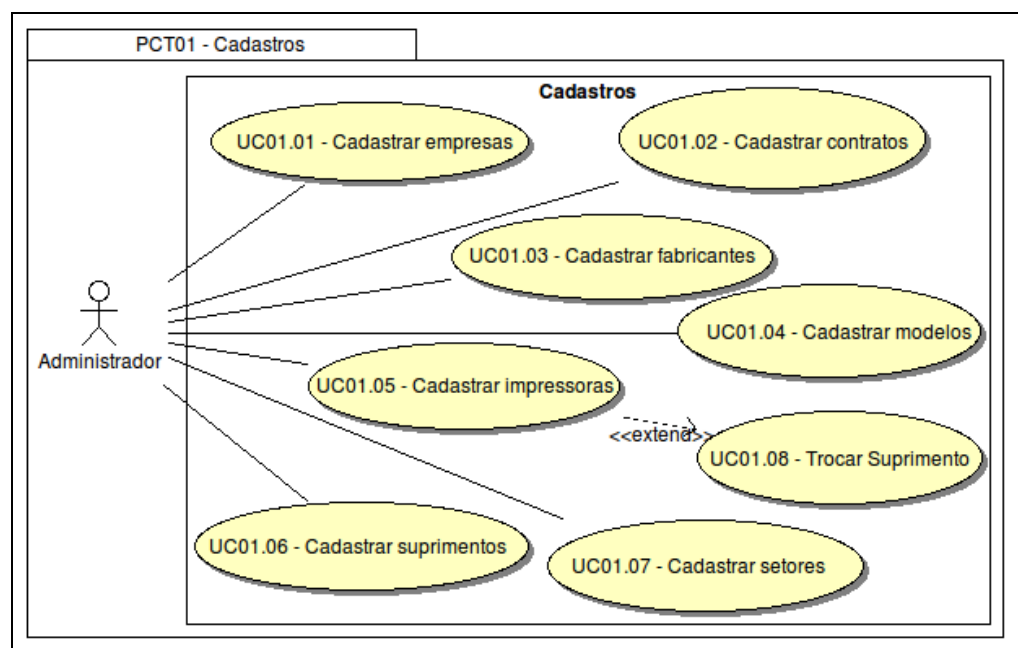 PCT01 - Cadastros
Cadastros
UC01.01 - Cadastrar empresas
UC01.02 - Cadastrar contratos
UC01.03 - Cadastrar fabricantes
UC01.04 - Cadastrar modelos
Administrador
UC01.05 - Cadastrar impressoras
<<extend>>
UC01.08 - Trocar Suprimento
UC01.06 - Cadastrar suprimentos
UC01.07 - Cadastrar setores